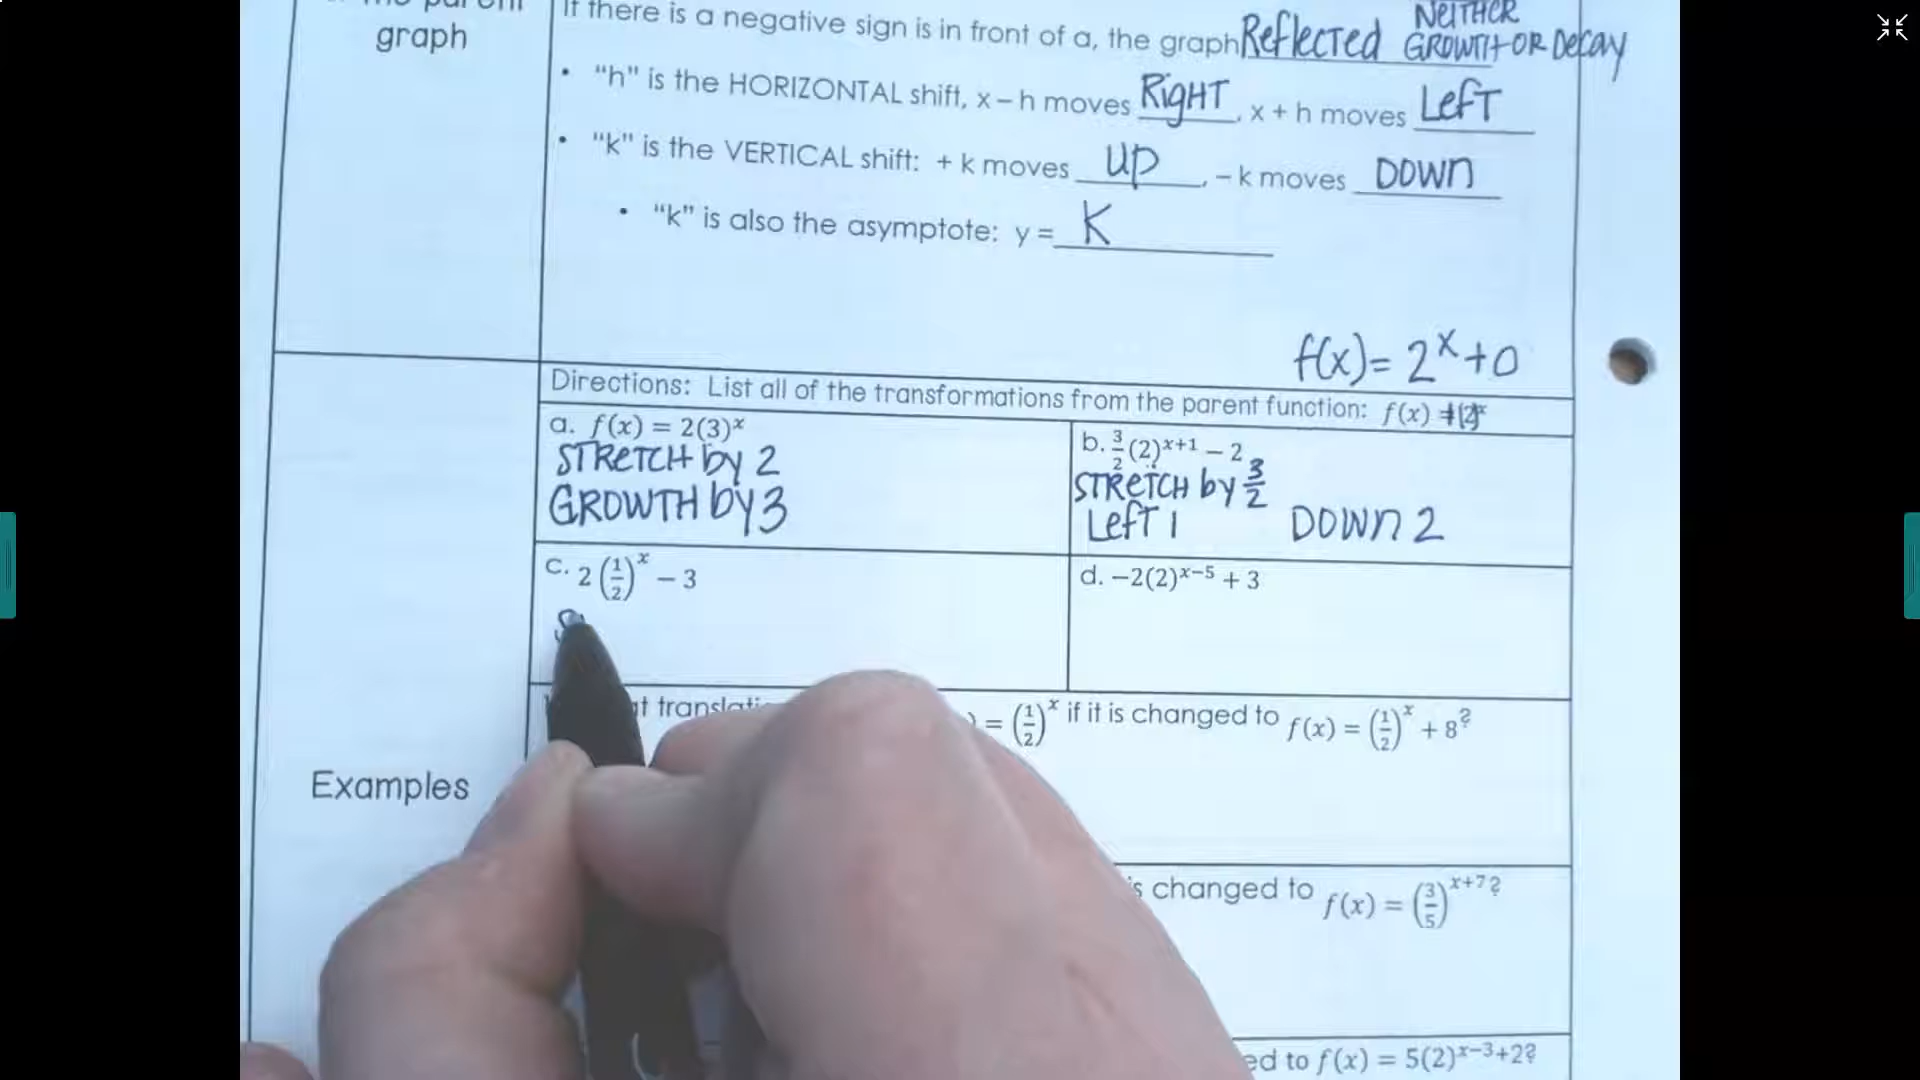 graph
If there is a negative sign is in front of a, the graph Reflected NEITHER GROWTH OR Decay
• "h" is the HORIZONTAL shift, x – h moves RigHT, x + h moves LefT
• "k" is the VERTICAL shift: + k moves up, – k moves DOWN
• "k" is also the asymptote: y = K
f(x)= 2ˣ+0
Directions: List all of the transformations from the parent function: f(x)
a. f(x) = 2(3)ˣ
STRETCH by 2
GROWTH by 3
b. 3/2 (2)ˣ⁺¹ – 2
STRETCH by 3/2
LefT 1 DOWN 2
c. 2(1/2)ˣ – 3
d. –2(2)ˣ⁻⁵ + 3
= (1/2)ˣ if it is changed to f(x) = (1/2)ˣ + 8?
Examples
changed to f(x) = (3/5)ˣ⁺⁷?
to f(x) = 5(2)ˣ⁻³+2?